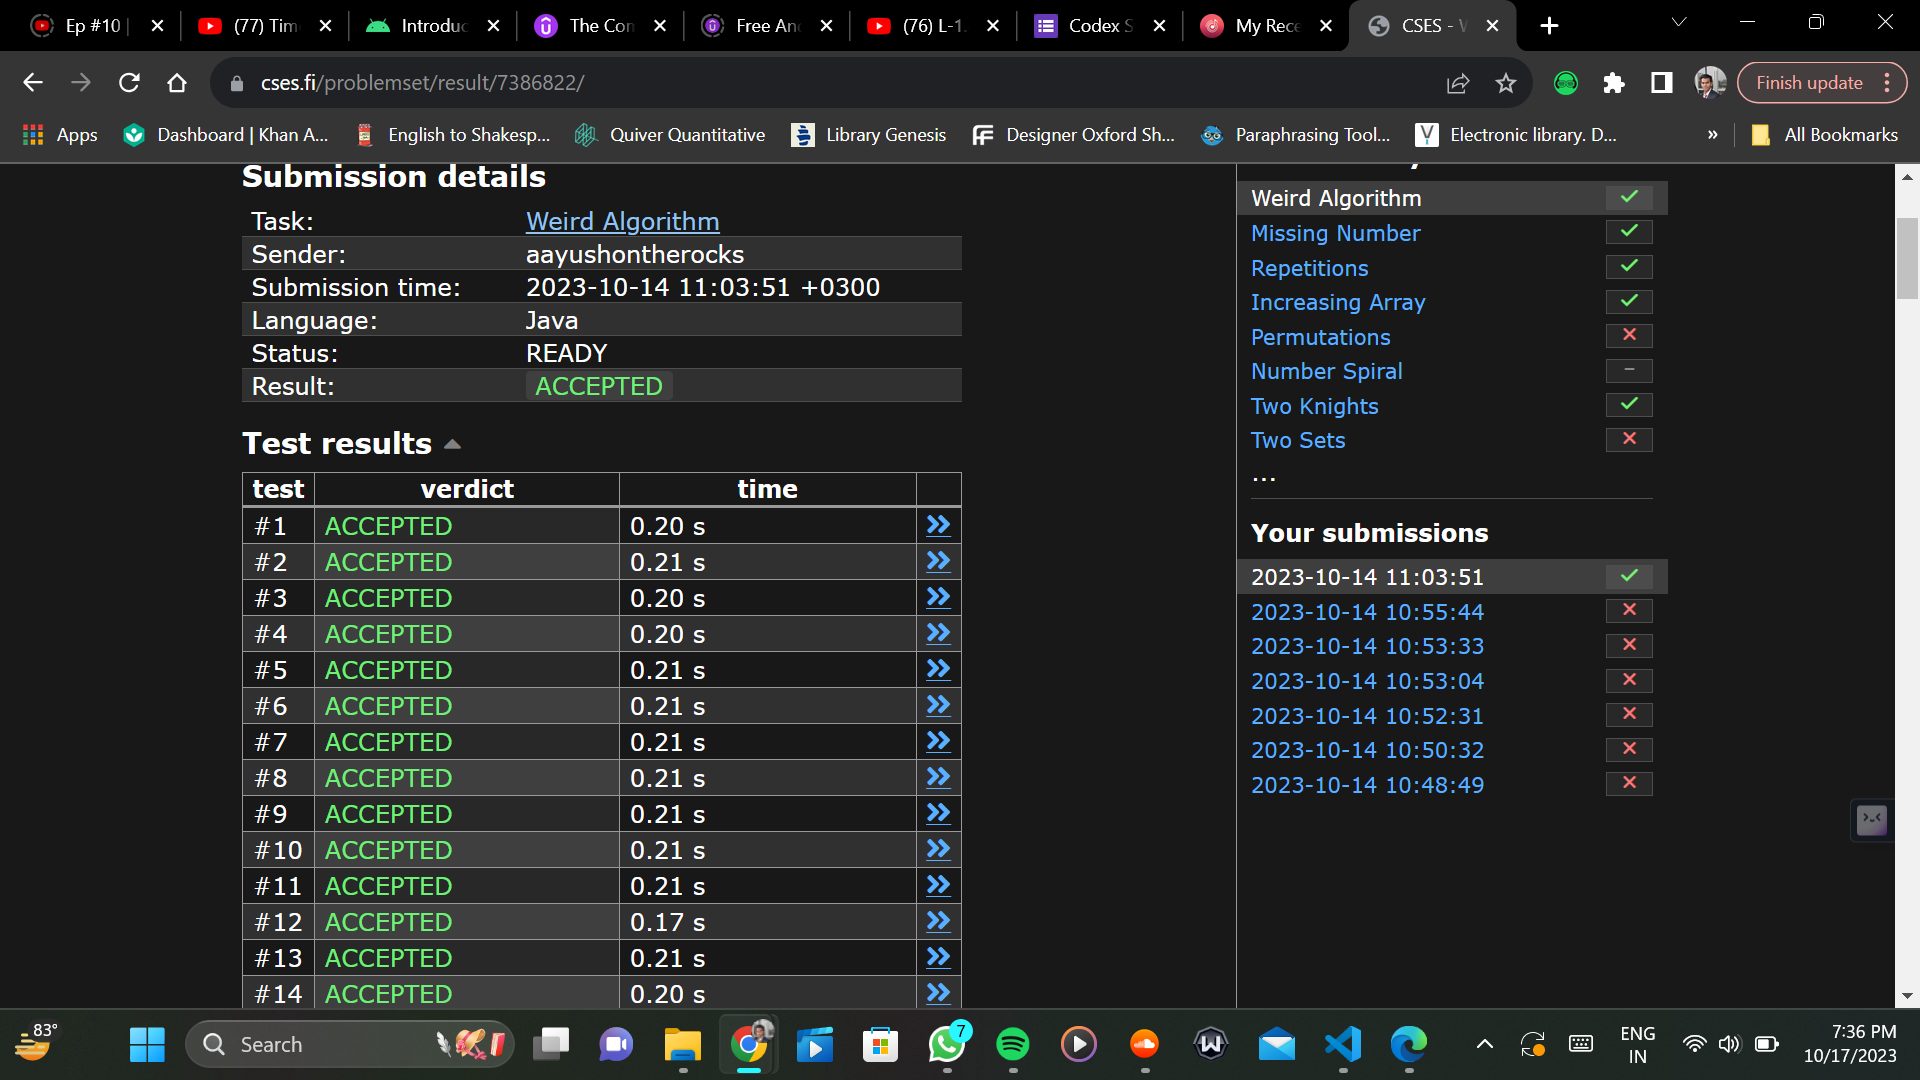 Ep #10 |
(77) Tim
Introduc
The Con
Free An
(76) L-1.
Codex S
My Rece
CSES - W
cses.fi/problemset/result/7386822/
Finish update
Apps
Dashboard | Khan A...
English to Shakesp...
Quiver Quantitative
Library Genesis
Designer Oxford Sh...
Paraphrasing Tool...
Electronic library. D...
»
All Bookmarks
Submission details
Task: Weird Algorithm
Sender: aayushontherocks
Submission time: 2023-10-14 11:03:51 +0300
Language: Java
Status: READY
Result: ACCEPTED
Test results
test verdict time
#1 ACCEPTED 0.20 s »
#2 ACCEPTED 0.21 s »
#3 ACCEPTED 0.20 s »
#4 ACCEPTED 0.20 s »
#5 ACCEPTED 0.21 s »
#6 ACCEPTED 0.21 s »
#7 ACCEPTED 0.21 s »
#8 ACCEPTED 0.21 s »
#9 ACCEPTED 0.21 s »
#10 ACCEPTED 0.21 s »
#11 ACCEPTED 0.21 s »
#12 ACCEPTED 0.17 s »
#13 ACCEPTED 0.21 s »
#14 ACCEPTED 0.20 s »
Weird Algorithm
Missing Number
Repetitions
Increasing Array
Permutations
Number Spiral –
Two Knights
Two Sets
...
Your submissions
2023-10-14 11:03:51
2023-10-14 10:55:44
2023-10-14 10:53:33
2023-10-14 10:53:04
2023-10-14 10:52:31
2023-10-14 10:50:32
2023-10-14 10:48:49
83°
Search
7
ENG
IN
7:36 PM
10/17/2023